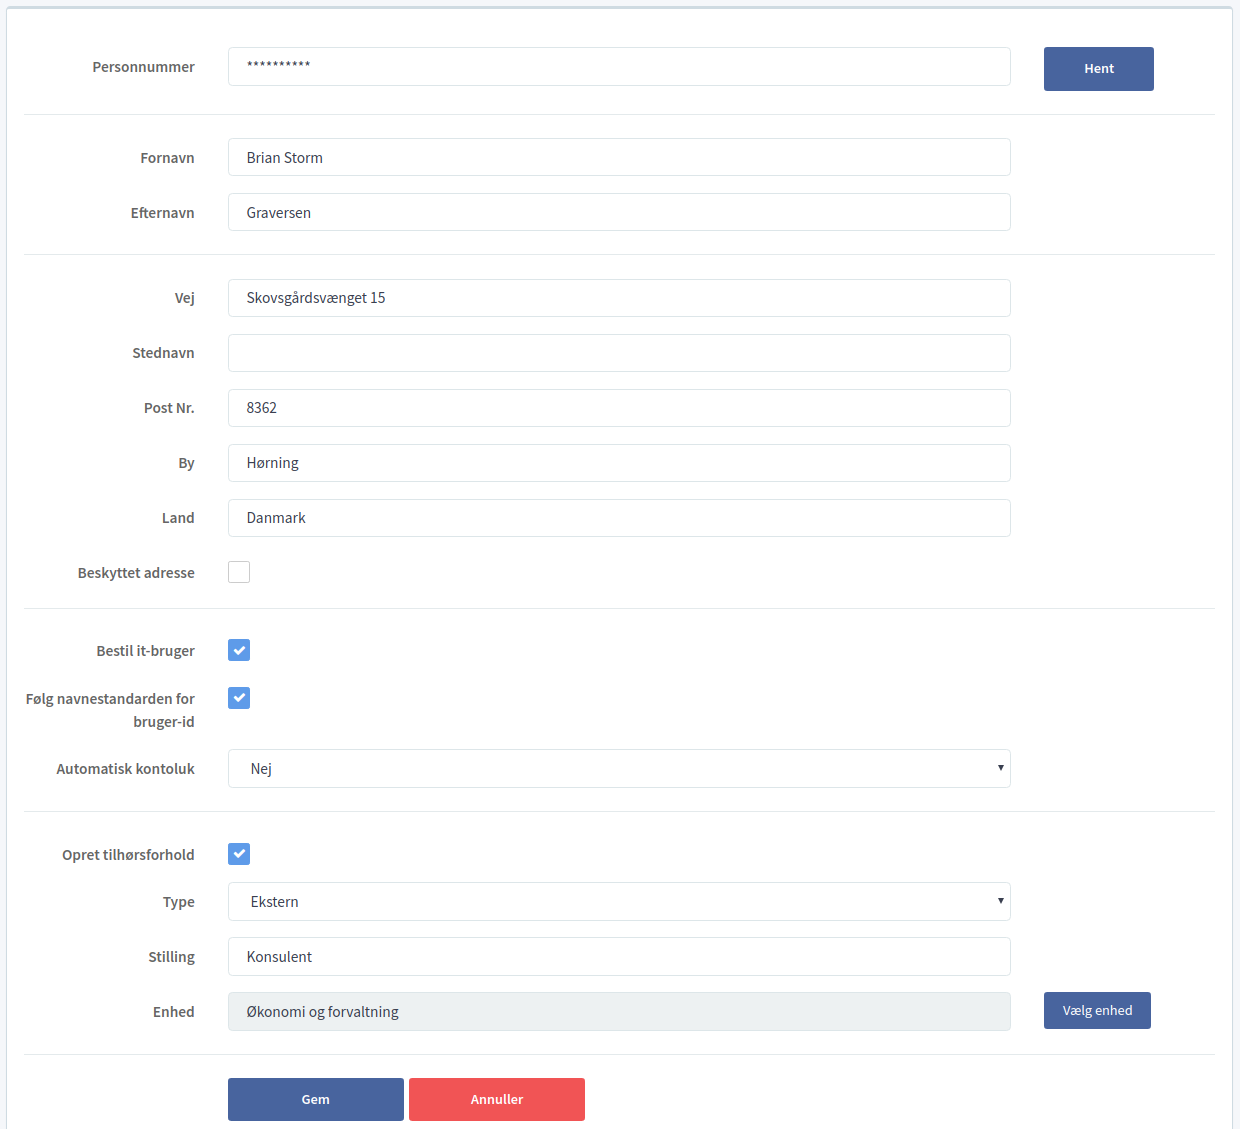 Personnummer ********** Hent
Fornavn Brian Storm
Efternavn Graversen
Vej Skovsgårdsvænget 15
Stednavn
Post Nr. 8362
By Hørning
Land Danmark
Beskyttet adresse
Bestil it-bruger
Følg navnestandarden for
bruger-id
Automatisk kontoluk Nej
Opret tilhørsforhold
Type Ekstern
Stilling Konsulent
Enhed Økonomi og forvaltning Vælg enhed
Gem Annuller